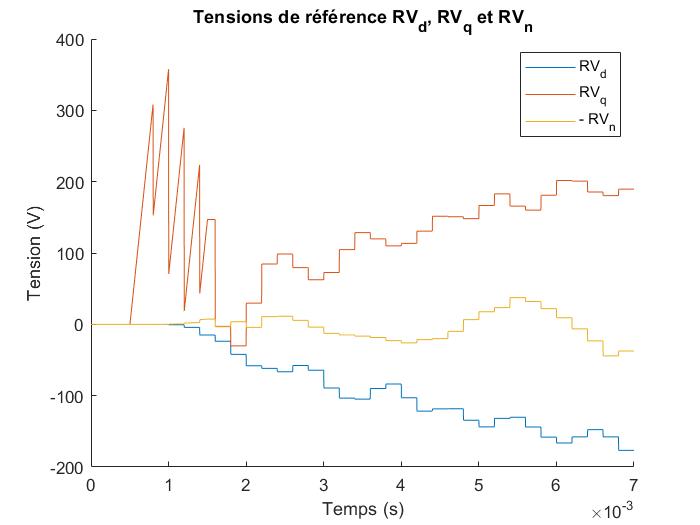 Tensions de référence RVd, RVq et RVn
400
300
200
100
0
-100
-200
Tension (V)
RVd
RVq
- RVn
0 1 2 3 4 5 6 7
Temps (s)
×10-3